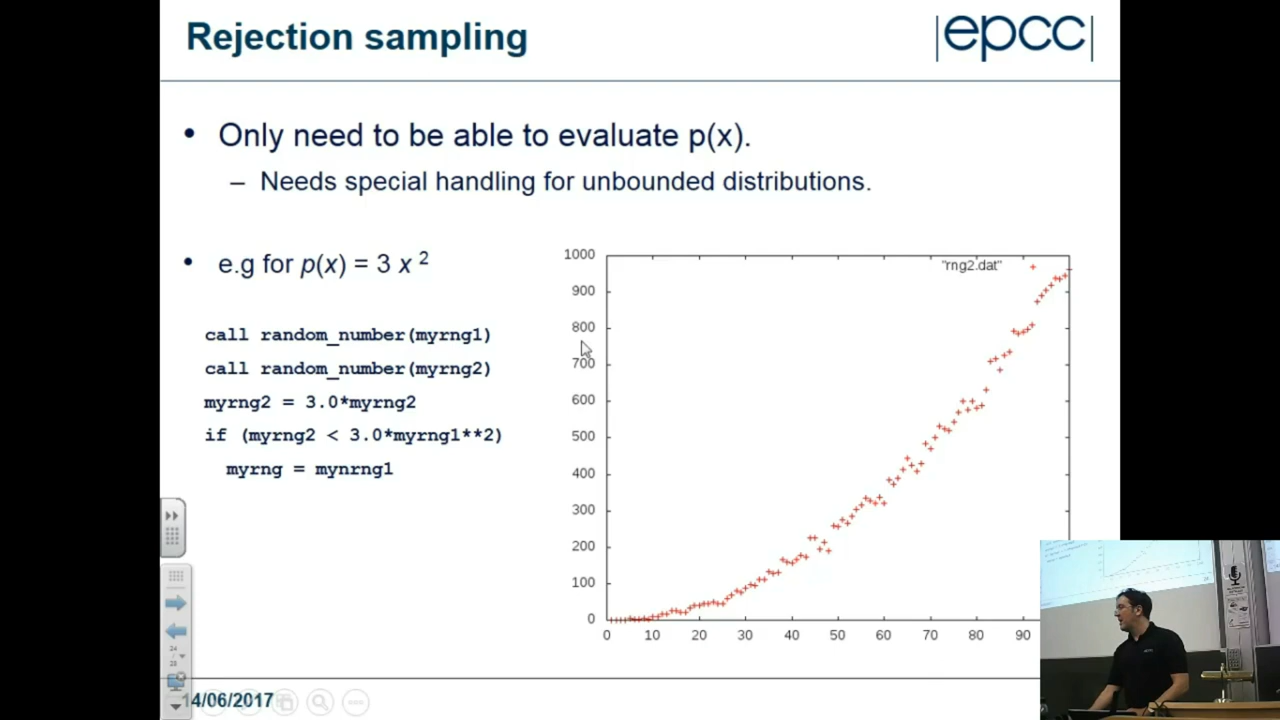 Rejection sampling
|epcc|
• Only need to be able to evaluate p(x).
– Needs special handling for unbounded distributions.
• e.g for p(x) = 3 x 2
call random_number(myrng1)
call random_number(myrng2)
myrng2 = 3.0*myrng2
if (myrng2 < 3.0*myrng1**2)
myrng = mynrng1
"rng2.dat"
1000
900
800
700
600
500
400
300
200
100
0
0 10 20 30 40 50 60 70 80 90
24
28
14/06/2017